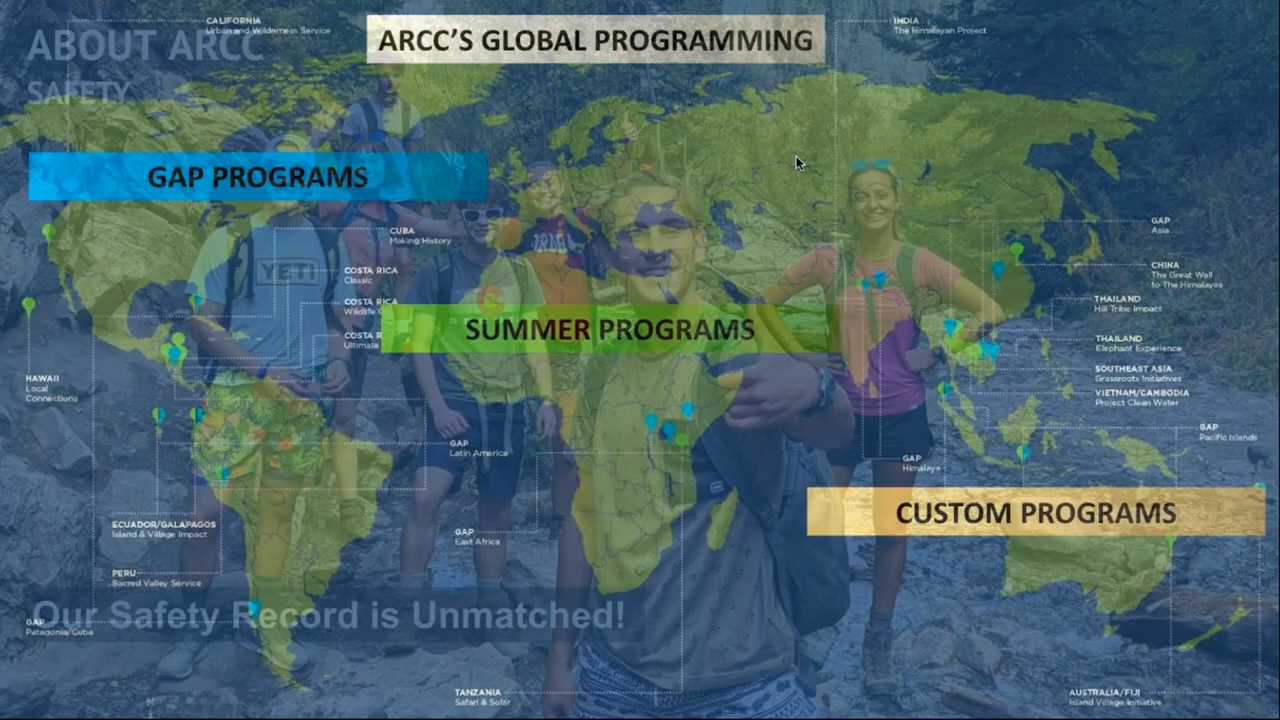 CALIFORNIA
Urban and Wilderness Service
ABOUT ARCC
SAFETY
ARCC'S GLOBAL PROGRAMMING
INDIA
The Himalayan Project
GAP PROGRAMS
CUBA
Making History
COSTA RICA
Classic
COSTA RICA
Wildlife
COSTA R
Ultimate
YETI
SUMMER PROGRAMS
GAP
Asia
CHINA
The Great Wall
to The Himalayas
THAILAND
Hill Tribe Impact
THAILAND
Elephant Experience
SOUTHEAST ASIA
Grassroots Initiatives
VIETNAM/CAMBODIA
Project Clean Water
HAWAII
Local
Connections
GAP
Latin America
GAP
Pacific Islands
GAP
Himalaya
CUSTOM PROGRAMS
ECUADOR/GALAPAGOS
Island & Village Impact
GAP
East Africa
PERU
Sacred Valley Service
Our Safety Record is Unmatched!
GAP
Patagonia/Cuba
TANZANIA
Safari & Solar
AUSTRALIA/FIJI
Island Village Initiative